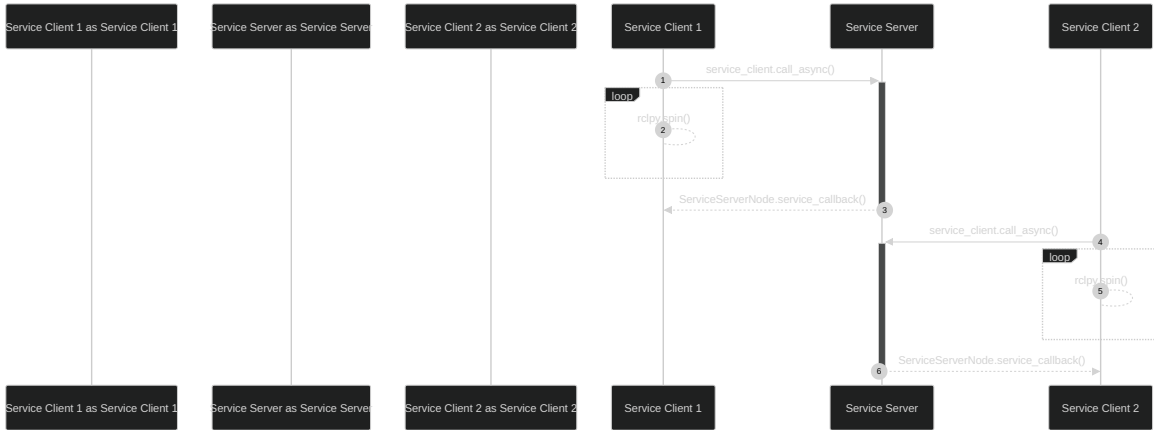 Service Client 1 as Service Client 1
Service Server as Service Server
Service Client 2 as Service Client 2
Service Client 1
Service Server
Service Client 2
service_client.call_async()
1
loop
rclpy.spin()
2
ServiceServerNode.service_callback()
3
service_client.call_async()
4
loop
rclpy.spin()
5
ServiceServerNode.service_callback()
6
Service Client 1 as Service Client 1
Service Server as Service Server
Service Client 2 as Service Client 2
Service Client 1
Service Server
Service Client 2